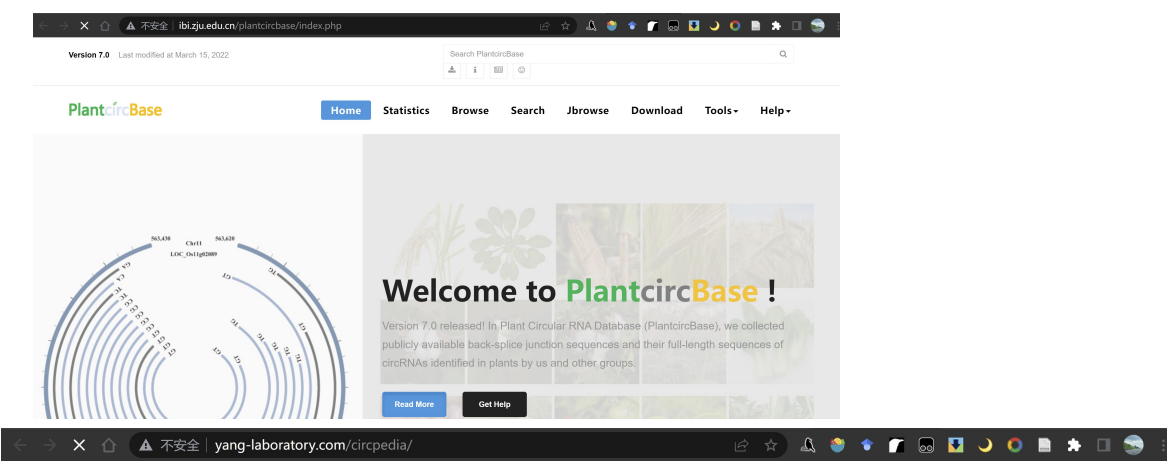 不安全 ibi.zju.edu.cn/plantcircbase/index.php
Version 7.0 Last modified at March 15, 2022
Search PlantcircBase
PlantcircBase Home Statistics Browse Search Jbrowse Download Tools Help
563,430 Chr11 563,620
LOC_Os11g02089
Welcome to PlantcircBase !
Version 7.0 released! In Plant Circular RNA Database (PlantcircBase), we collected
publicly available back-splice junction sequences and their full-length sequences of
circRNAs identified in plants by us and other groups.
Read More Get Help
不安全 yang-laboratory.com/circpedia/